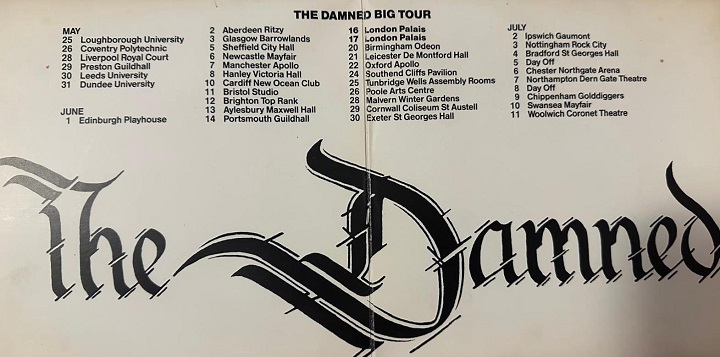 THE DAMNED BIG TOUR
MAY
25 Loughborough University
26 Coventry Polytechnic
28 Liverpool Royal Court
29 Preston Guildhall
30 Leeds University
31 Dundee University
JUNE
1 Edinburgh Playhouse
2 Aberdeen Ritzy
3 Glasgow Barrowlands
5 Sheffield City Hall
6 Newcastle Mayfair
7 Manchester Apollo
8 Hanley Victoria Hall
10 Cardiff New Ocean Club
11 Bristol Studio
12 Brighton Top Rank
13 Aylesbury Maxwell Hall
14 Portsmouth Guildhall
16 London Palais
17 London Palais
20 Birmingham Odeon
21 Leicester De Montford Hall
22 Oxford Apollo
24 Southend Cliffs Pavilion
25 Tunbridge Wells Assembly Rooms
26 Poole Arts Centre
28 Malvern Winter Gardens
29 Cornwall Coliseum St Austell
30 Exeter St Georges Hall
JULY
2 Ipswich Gaumont
3 Nottingham Rock City
4 Bradford St Georges Hall
5 Day Off
6 Chester Northgate Arena
7 Northampton Dern Gate Theatre
8 Day Off
9 Chippenham Golddiggers
10 Swansea Mayfair
11 Woolwich Coronet Theatre
The Damned